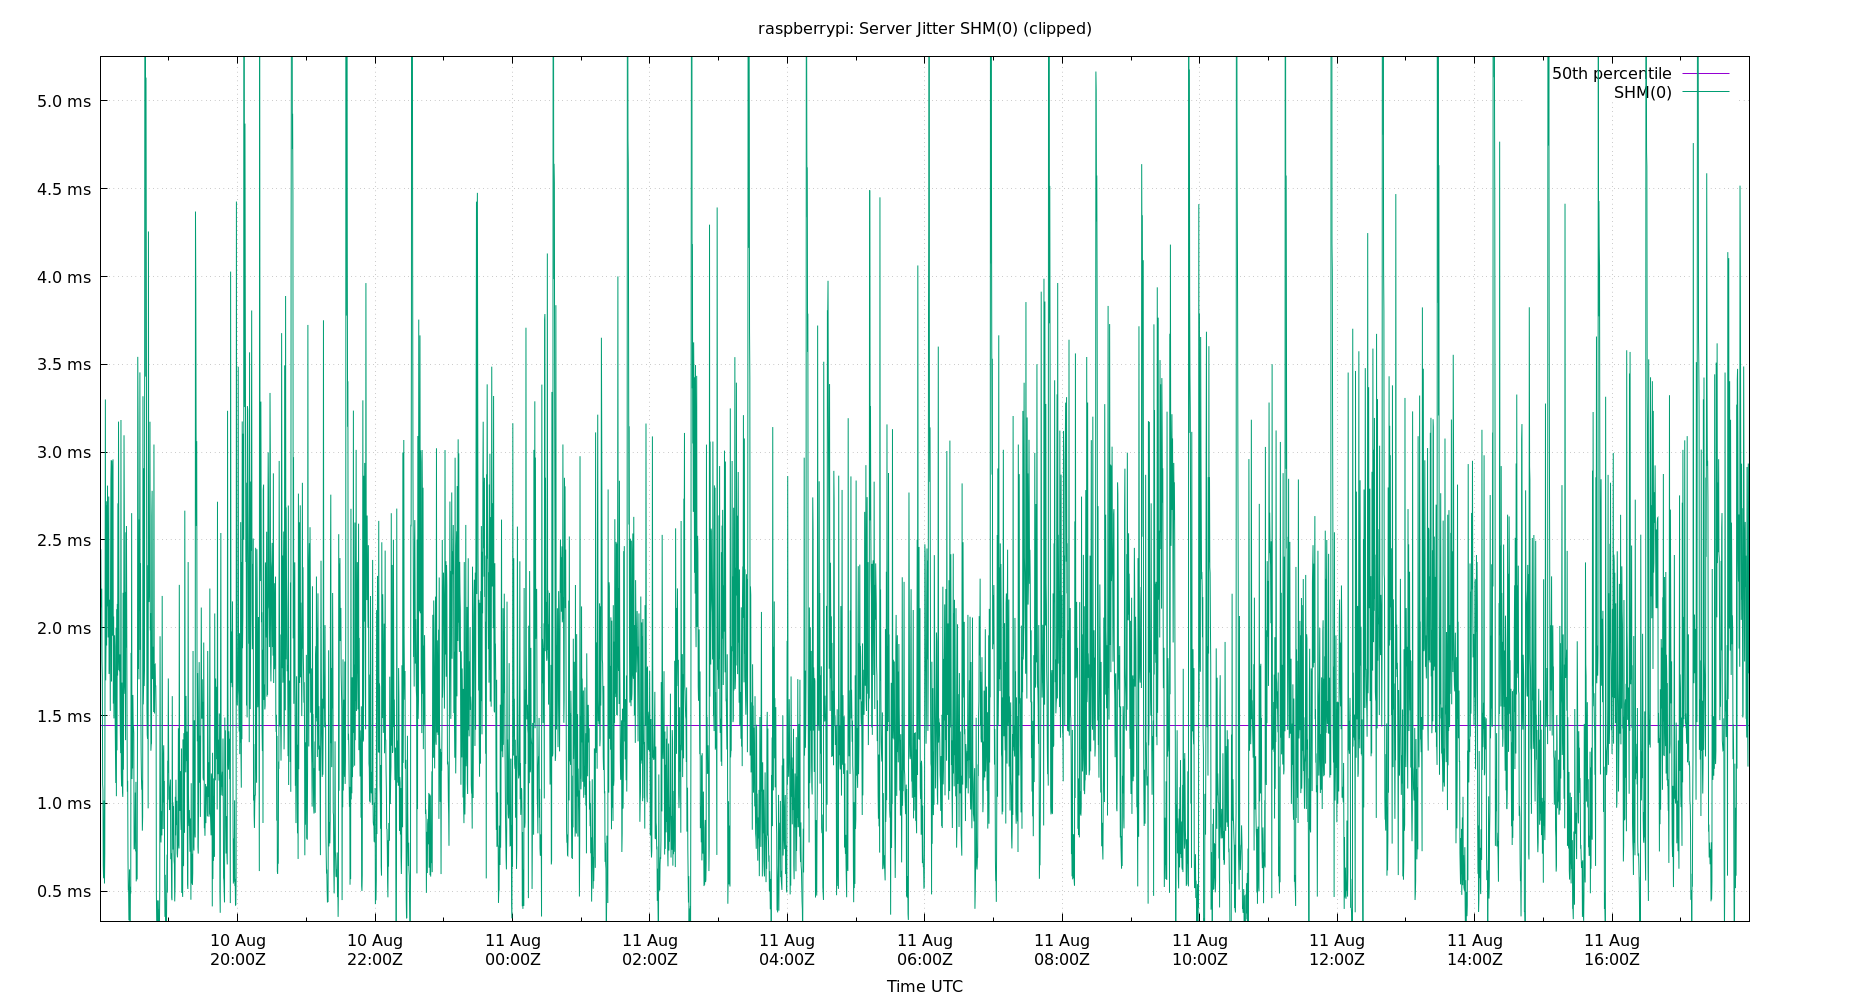 raspberrypi: Server Jitter SHM(0) (clipped)
50th percentile
SHM(0)
5.0 ms
4.5 ms
4.0 ms
3.5 ms
3.0 ms
2.5 ms
2.0 ms
1.5 ms
1.0 ms
0.5 ms
10 Aug 10 Aug 11 Aug 11 Aug 11 Aug 11 Aug 11 Aug 11 Aug 11 Aug 11 Aug 11 Aug
20:00Z 22:00Z 00:00Z 02:00Z 04:00Z 06:00Z 08:00Z 10:00Z 12:00Z 14:00Z 16:00Z
Time UTC